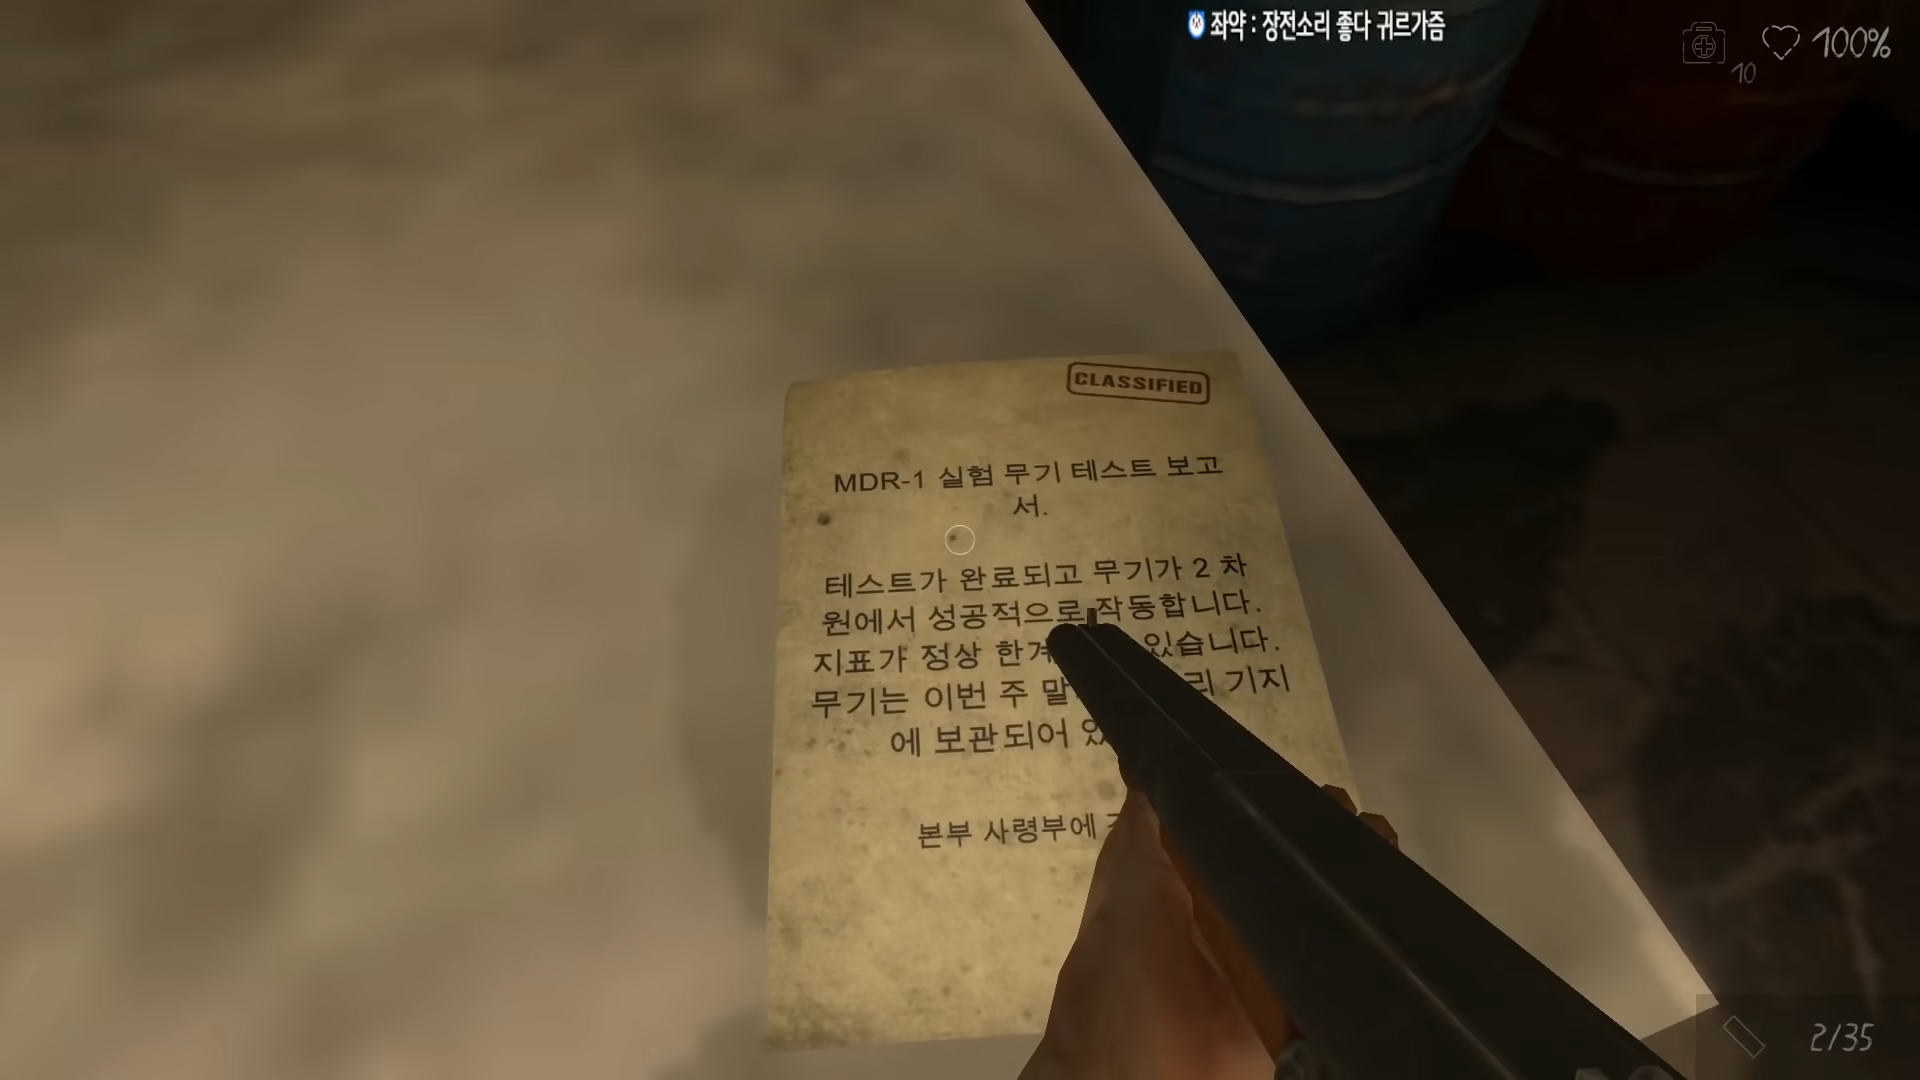 좌약 : 장전소리 좋다 귀르가즘
100%
10
CLASSIFIED
MDR-1 실험 무기 테스트 보고
서.
테스트가 완료되고 무기가 2 차
원에서 성공적으로 작동합니다.
지표가 정상 있습니다.
무기는 이번 주 기지
에 보관되어
본부 사령부에
2/35